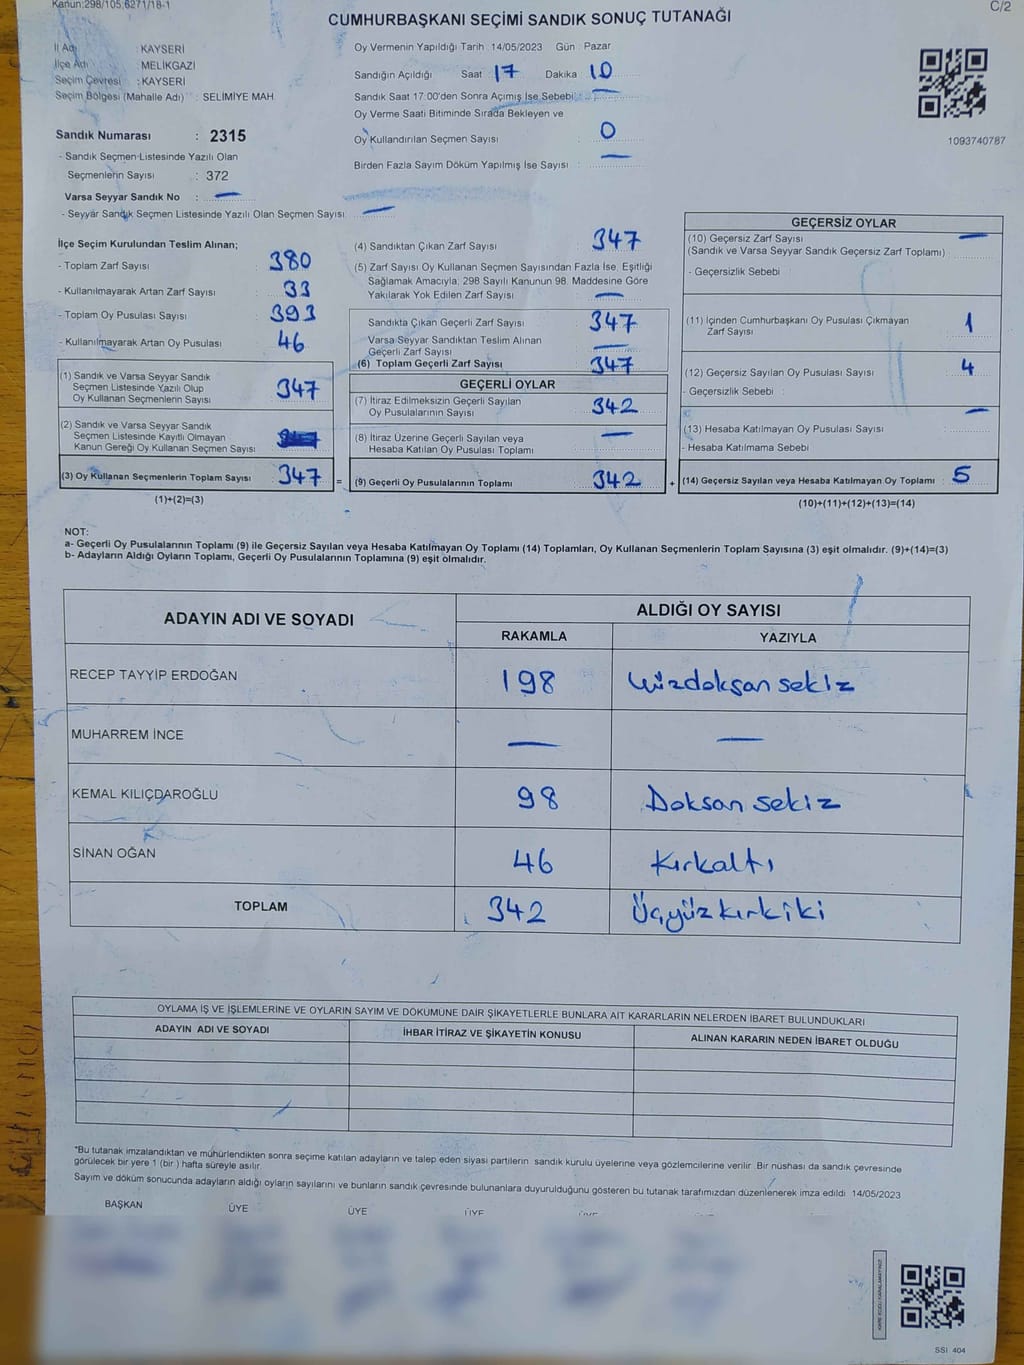 Kanun:298/105;6271/18-1
C/2
CUMHURBAŞKANI SEÇİMİ SANDIK SONUÇ TUTANAĞI
İl Adı : KAYSERİ
İlçe Adı : MELİKGAZİ
Seçim Çevresi : KAYSERİ
Seçim Bölgesi (Mahalle Adı) : SELİMİYE MAH.
Oy Vermenin Yapıldığı Tarih : 14/05/2023 Gün : Pazar
Sandığın Açıldığı Saat 17 Dakika 10
Sandık Saat 17:00'den Sonra Açımış İse Sebebi : —
Oy Verme Saati Bitiminde Sırada Bekleyen ve
Oy Kullandırılan Seçmen Sayısı : 0
Birden Fazla Sayım Döküm Yapılmış İse Sayısı : —
1093740787
Sandık Numarası : 2315
- Sandık Seçmen Listesinde Yazılı Olan
Seçmenlerin Sayısı : 372
Varsa Seyyar Sandık No : —
- Seyyar Sandık Seçmen Listesinde Yazılı Olan Seçmen Sayısı : —
İlçe Seçim Kurulundan Teslim Alınan;
- Toplam Zarf Sayısı : 380
- Kullanılmayarak Artan Zarf Sayısı : 33
- Toplam Oy Pusulası Sayısı : 393
- Kullanılmayarak Artan Oy Pusulası : 46
(1) Sandık ve Varsa Seyyar Sandık
Seçmen Listesinde Yazılı Olup
Oy Kullanan Seçmenlerin Sayısı : 347
(2) Sandık ve Varsa Seyyar Sandık
Seçmen Listesinde Kayıtlı Olmayan
Kanun Gereği Oy Kullanan Seçmen Sayısı :
(3) Oy Kullanan Seçmenlerin Toplam Sayısı : 347 =
(1)+(2)=(3)
(4) Sandıktan Çıkan Zarf Sayısı : 347
(5) Zarf Sayısı Oy Kullanan Seçmen Sayısından Fazla İse, Eşitliği
Sağlamak Amacıyla; 298 Sayılı Kanunun 98. Maddesine Göre
Yakılarak Yok Edilen Zarf Sayısı : —
Sandıkta Çıkan Geçerli Zarf Sayısı : 347
Varsa Seyyar Sandıktan Teslim Alınan
Geçerli Zarf Sayısı : —
(6) Toplam Geçerli Zarf Sayısı : 347
GEÇERLİ OYLAR
(7) İtiraz Edilmeksizin Geçerli Sayılan
Oy Pusulalarının Sayısı : 342
(8) İtiraz Üzerine Geçerli Sayılan veya
Hesaba Katılan Oy Pusulası Toplamı : —
(9) Geçerli Oy Pusulalarının Toplamı : 342 +
GEÇERSİZ OYLAR
(10) Geçersiz Zarf Sayısı : —
(Sandık ve Varsa Seyyar Sandık Geçersiz Zarf Toplamı)
- Geçersizlik Sebebi :
(11) İçinden Cumhurbaşkanı Oy Pusulası Çıkmayan
Zarf Sayısı : 1
(12) Geçersiz Sayılan Oy Pusulası Sayısı : 4
- Geçersizlik Sebebi :
(13) Hesaba Katılmayan Oy Pusulası Sayısı : —
- Hesaba Katılmama Sebebi :
(14) Geçersiz Sayılan veya Hesaba Katılmayan Oy Toplamı : 5
(10)+(11)+(12)+(13)=(14)
NOT:
a- Geçerli Oy Pusulalarının Toplamı (9) ile Geçersiz Sayılan veya Hesaba Katılmayan Oy Toplamı (14) Toplamları, Oy Kullanan Seçmenlerin Toplam Sayısına (3) eşit olmalıdır. (9)+(14)=(3)
b- Adayların Aldığı Oyların Toplamı, Geçerli Oy Pusulalarının Toplamına (9) eşit olmalıdır.
ADAYIN ADI VE SOYADI
ALDIĞI OY SAYISI
RAKAMLA YAZIYLA
RECEP TAYYİP ERDOĞAN 198 Yüzdoksan sekiz
MUHARREM İNCE — —
KEMAL KILIÇDAROĞLU 98 Doksan sekiz
SİNAN OĞAN 46 Kırkaltı
TOPLAM 342 Üçyüz kırkiki
OYLAMA İŞ VE İŞLEMLERİNE VE OYLARIN SAYIM VE DÖKÜMÜNE DAİR ŞİKAYETLERLE BUNLARA AİT KARARLARIN NELERDEN İBARET BULUNDUKLARI
ADAYIN ADI VE SOYADI İHBAR İTİRAZ VE ŞİKAYETİN KONUSU ALINAN KARARIN NEDEN İBARET OLDUĞU
*Bu tutanak imzalandıktan ve mühürlendikten sonra seçime katılan adayların ve talep eden siyasi partilerin sandık kurulu üyelerine veya gözlemcilerine verilir. Bir nüshası da sandık çevresinde
görülecek bir yere 1 (bir ) hafta süreyle asılır.
Sayım ve döküm sonucunda adayların aldığı oyların sayılarını ve bunların sandık çevresinde bulunanlara duyurulduğunu gösteren bu tutanak tarafımızdan düzenlenerek imza edildi. 14/05/2023
BAŞKAN ÜYE ÜYE ÜYE
SSI 404